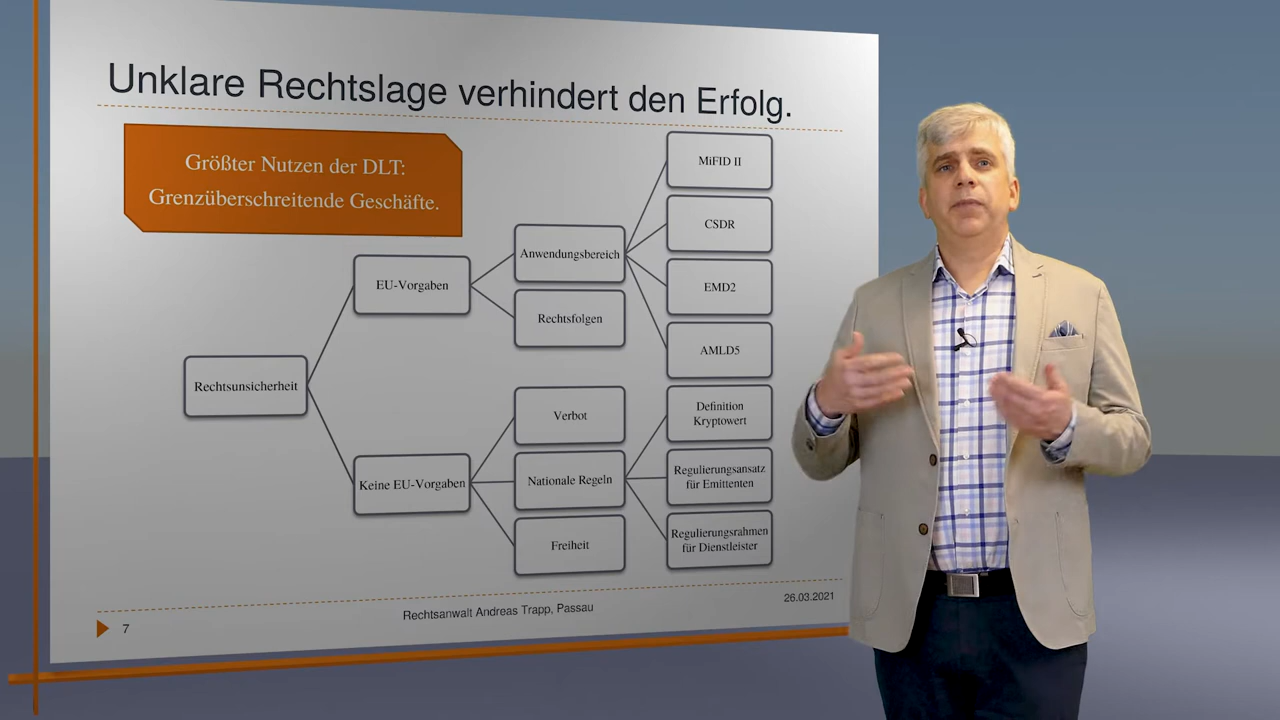 Unklare Rechtslage verhindert den Erfolg.
Größter Nutzen der DLT:
Grenzüberschreitende Geschäfte.
Rechtsunsicherheit
EU-Vorgaben
Anwendungsbereich
MiFID II
CSDR
EMD2
AMLD5
Rechtsfolgen
Keine EU-Vorgaben
Verbot
Nationale Regeln
Definition
Kryptowert
Regulierungsansatz
für Emittenten
Regulierungsrahmen
für Dienstleister
Freiheit
7
Rechtsanwalt Andreas Trapp, Passau
26.03.2021